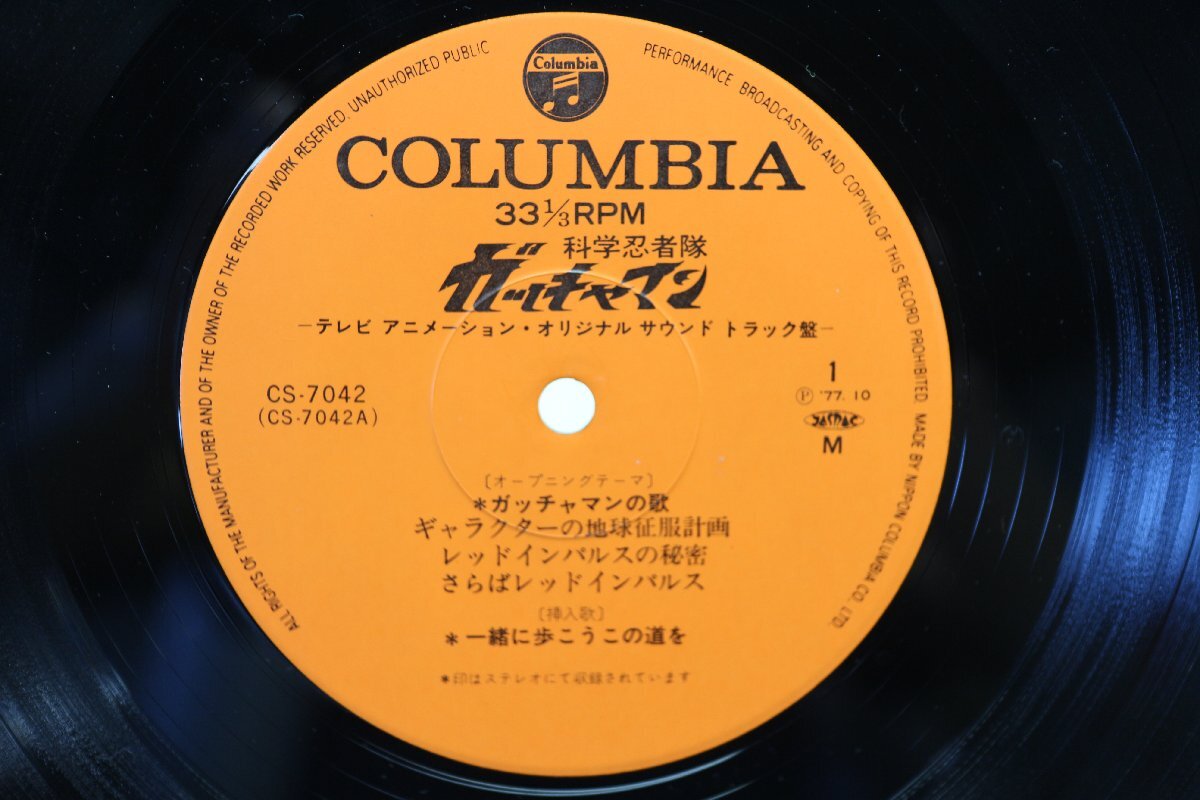 ALL RIGHTS OF THE MANUFACTURER AND OF THE OWNER OF THE RECORDED WORK RESERVED. UNAUTHORIZED PUBLIC PERFORMANCE BROADCASTING AND COPYING OF THIS RECORD PROHIBITED. MADE BY NIPPON COLUMBIA CO., LTD.
Columbia
COLUMBIA
33 1/3 RPM
科学忍者隊
ガッチャマン
−テレビ アニメーション・オリジナル サウンド トラック盤−
CS-7042
(CS-7042A)
1
Ⓟ '77. 10
JASRAC
M
〔オープニングテーマ〕
*ガッチャマンの歌
ギャラクターの地球征服計画
レッドインパルスの秘密
さらばレッドインパルス
〔挿入歌〕
*一緒に歩こうこの道を
*印はステレオにて収録されています